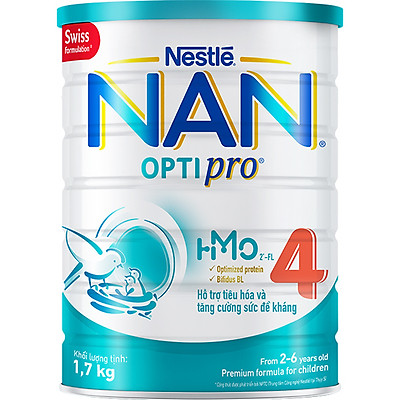 Swiss
Formulation*
Nestlé
NAN®
OPTIpro®
HMO 2'-FL
4
✓ Optimized protein
✓ Bifidus BL
Hỗ trợ tiêu hóa và
tăng cường sức đề kháng
Khối lượng tịnh:
1,7 kg
From 2-6 years old
Premium formula for children